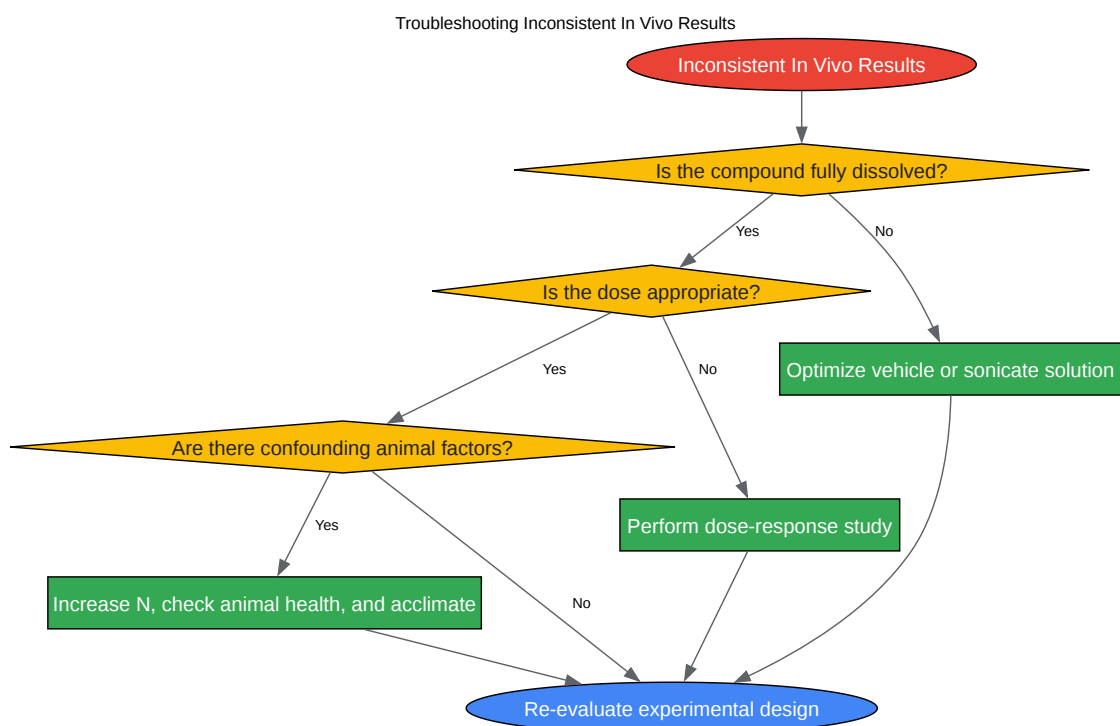 Troubleshooting Inconsistent In Vivo Results
Inconsistent In Vivo Results
Is the compound fully dissolved?
Yes
No
Is the dose appropriate?
Optimize vehicle or sonicate solution
Yes
No
Are there confounding animal factors?
Perform dose-response study
Yes
Increase N, check animal health, and acclimate
No
Re-evaluate experimental design